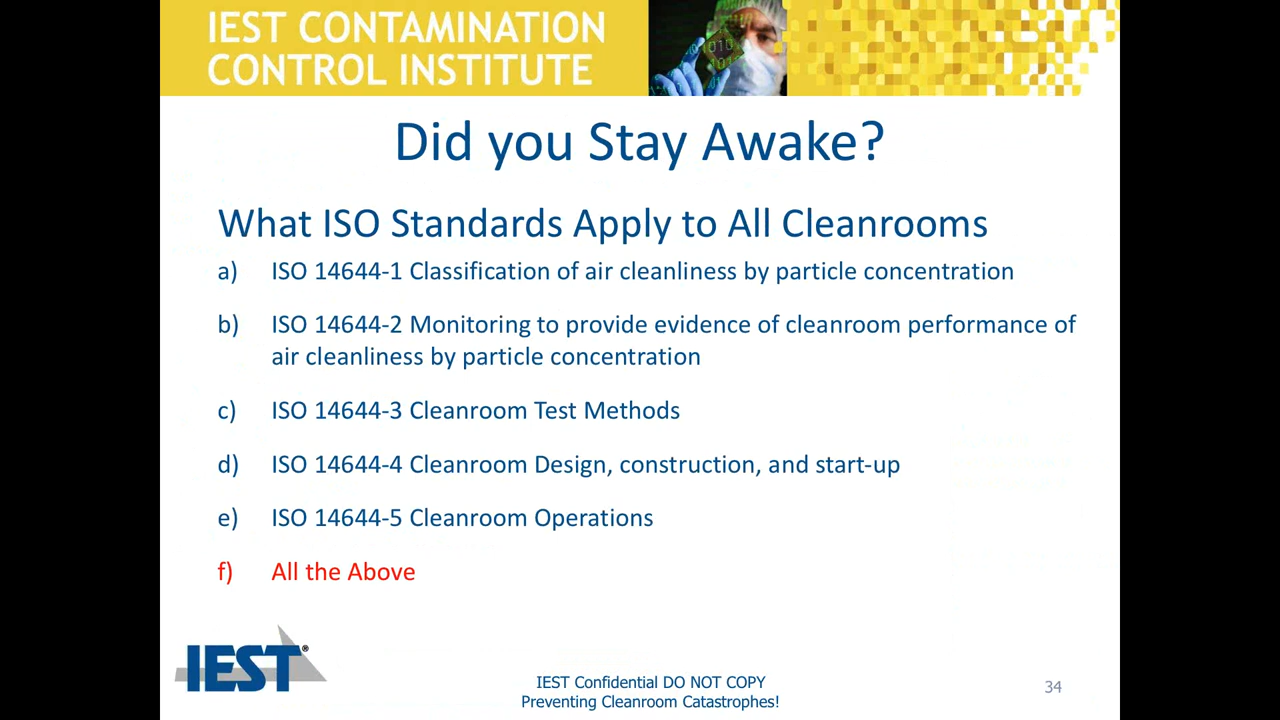 IEST CONTAMINATION
CONTROL INSTITUTE
Did you Stay Awake?
What ISO Standards Apply to All Cleanrooms
a) ISO 14644-1 Classification of air cleanliness by particle concentration
b) ISO 14644-2 Monitoring to provide evidence of cleanroom performance of
air cleanliness by particle concentration
c) ISO 14644-3 Cleanroom Test Methods
d) ISO 14644-4 Cleanroom Design, construction, and start-up
e) ISO 14644-5 Cleanroom Operations
f) All the Above
IEST®
IEST Confidential DO NOT COPY
Preventing Cleanroom Catastrophes!
34